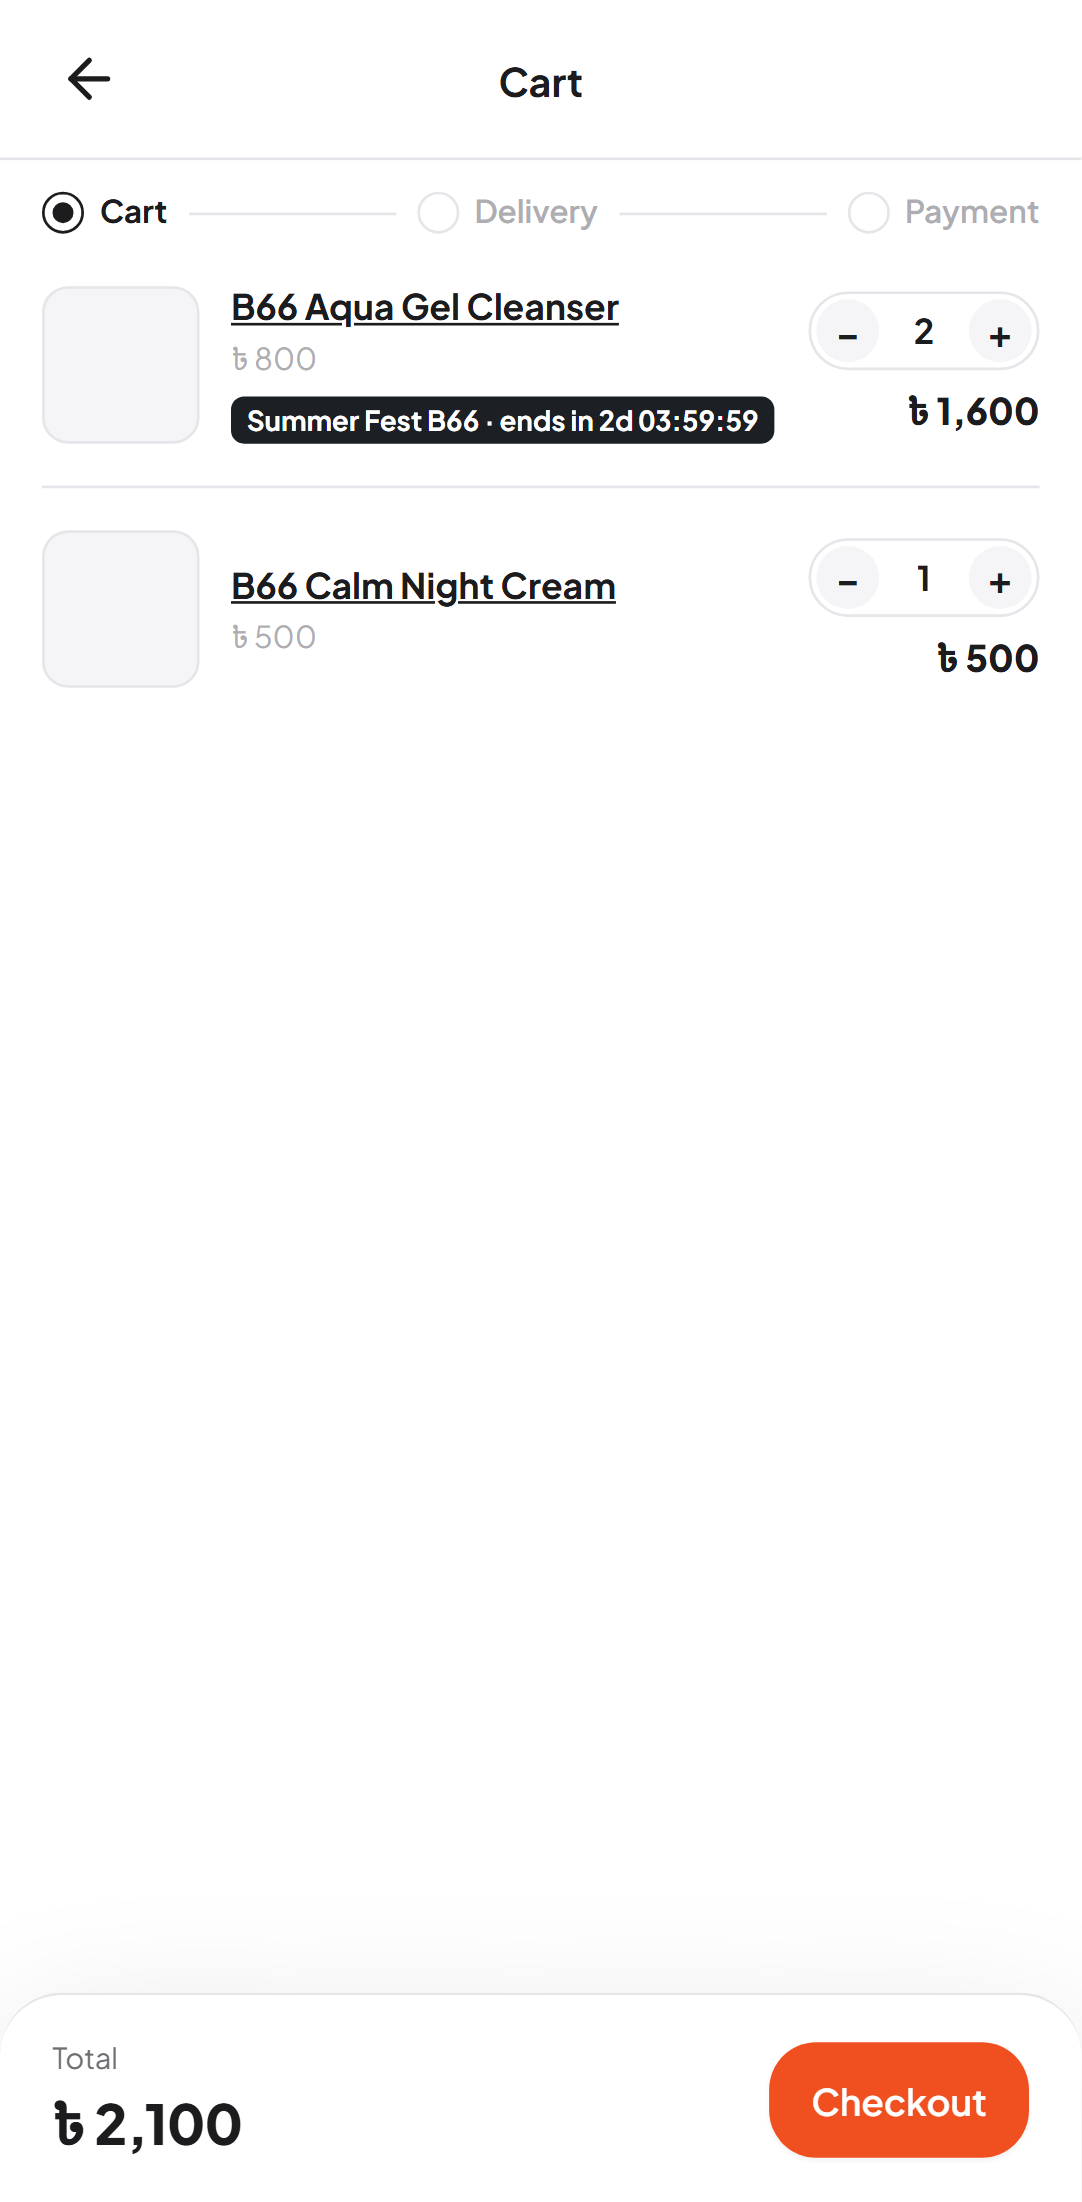 Cart
Cart
Delivery
Payment
B66 Aqua Gel Cleanser
৳ 800
Summer Fest B66 · ends in 2d 03:59:59
– 2 +
৳ 1,600
B66 Calm Night Cream
৳ 500
– 1 +
৳ 500
Total
৳ 2,100
Checkout